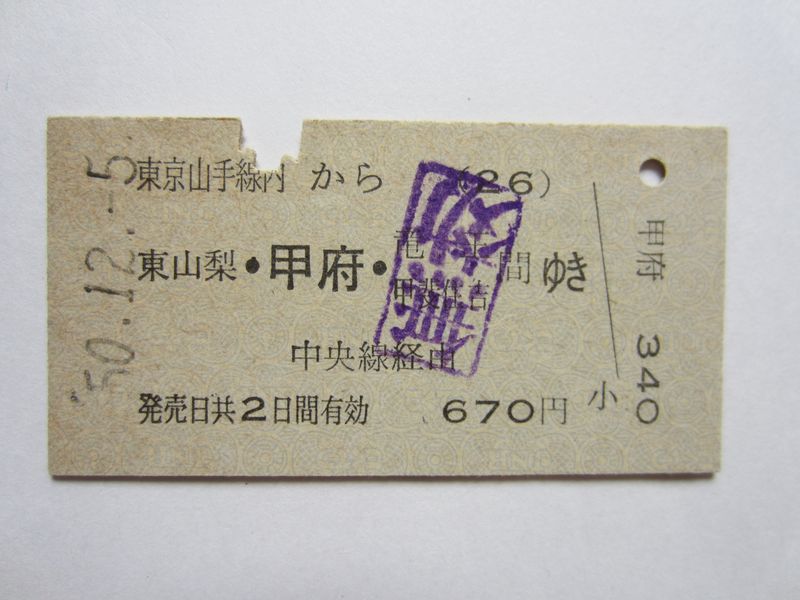 東京山手線内 から (26)
東山梨・甲府・竜王 甲斐住吉 間 ゆき
中央線経由
発売日共2日間有効 670円
小
甲府 340
50.12.-5
無効